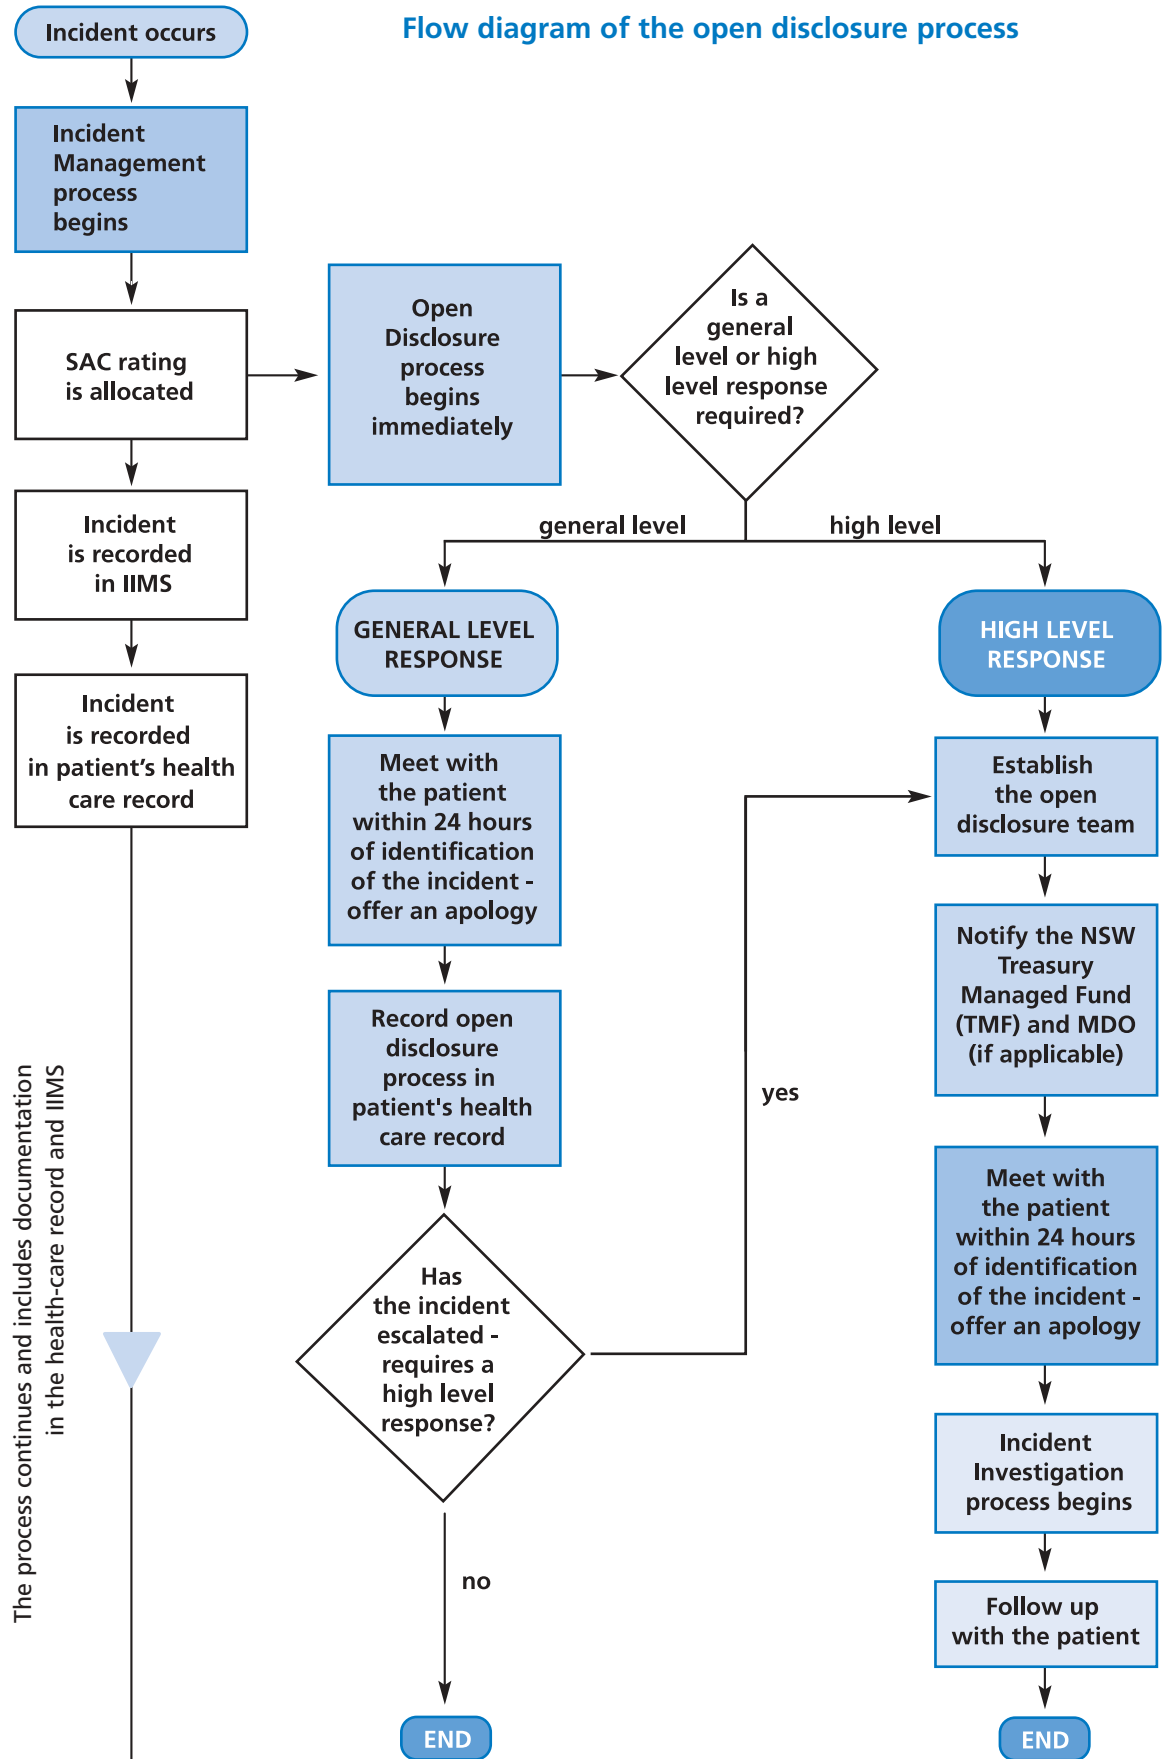 Flow diagram of the open disclosure process
Incident occurs
Incident
Management
process
begins
SAC rating
is allocated
Incident
is recorded
in IIMS
Incident
is recorded
in patient's health
care record
The process continues and includes documentation
in the health-care record and IIMS
Open
Disclosure
process
begins
immediately
Is a
general
level or high
level response
required?
general level
high level
GENERAL LEVEL
RESPONSE
Meet with
the patient
within 24 hours
of identification
of the incident -
offer an apology
Record open
disclosure
process in
patient's health
care record
Has
the incident
escalated -
requires a
high level
response?
yes
no
END
HIGH LEVEL
RESPONSE
Establish
the open
disclosure team
Notify the NSW
Treasury
Managed Fund
(TMF) and MDO
(if applicable)
Meet with
the patient
within 24 hours
of identification
of the incident -
offer an apology
Incident
Investigation
process begins
Follow up
with the patient
END